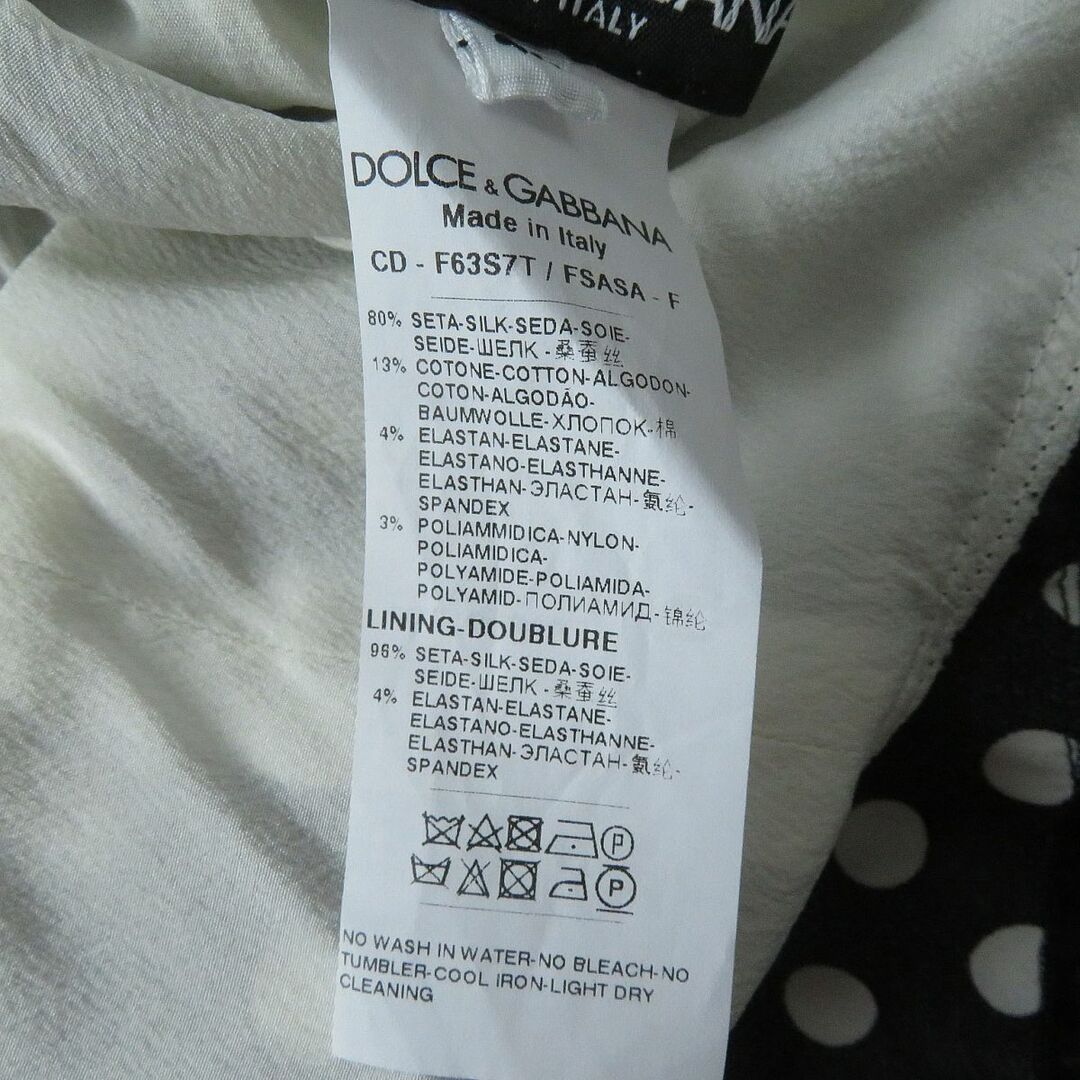 ITALY
DOLCE & GABBANA
Made in Italy
CD - F63S7T / FSASA - F
80% SETA-SILK-SEDA-SOIE-
SEIDE-ШЕЛК - 桑蚕丝
13% COTONE-COTTON-ALGODON-
COTON-ALGODÃO-
BAUMWOLLE-ХЛОПОК-棉
4% ELASTAN-ELASTANE-
ELASTANO-ELASTHANNE-
ELASTHAN-ЭЛАСТАН-氨纶-
SPANDEX
3% POLIAMMIDICA-NYLON-
POLIAMIDICA-
POLYAMIDE-POLIAMIDA-
POLYAMID-ПОЛИАМИД-锦纶
LINING-DOUBLURE
96% SETA-SILK-SEDA-SOIE-
SEIDE-ШЕЛК - 桑蚕丝
4% ELASTAN-ELASTANE-
ELASTANO-ELASTHANNE-
ELASTHAN-ЭЛАСТАН-氨纶-
SPANDEX
P
P
NO WASH IN WATER-NO BLEACH-NO
TUMBLER-COOL IRON-LIGHT DRY
CLEANING